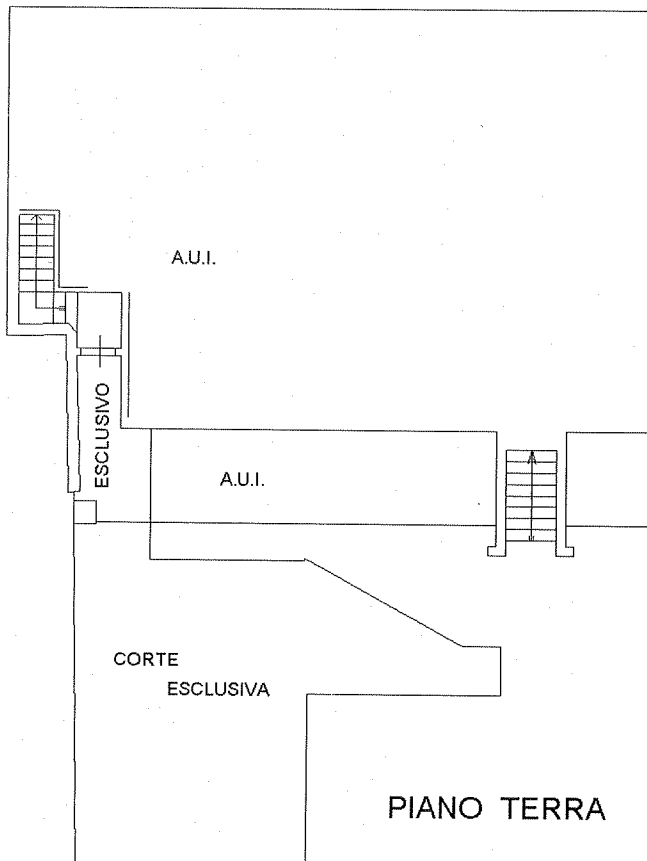 A.U.I.
ESCLUSIVO
A.U.I.
CORTE
ESCLUSIVA
PIANO TERRA